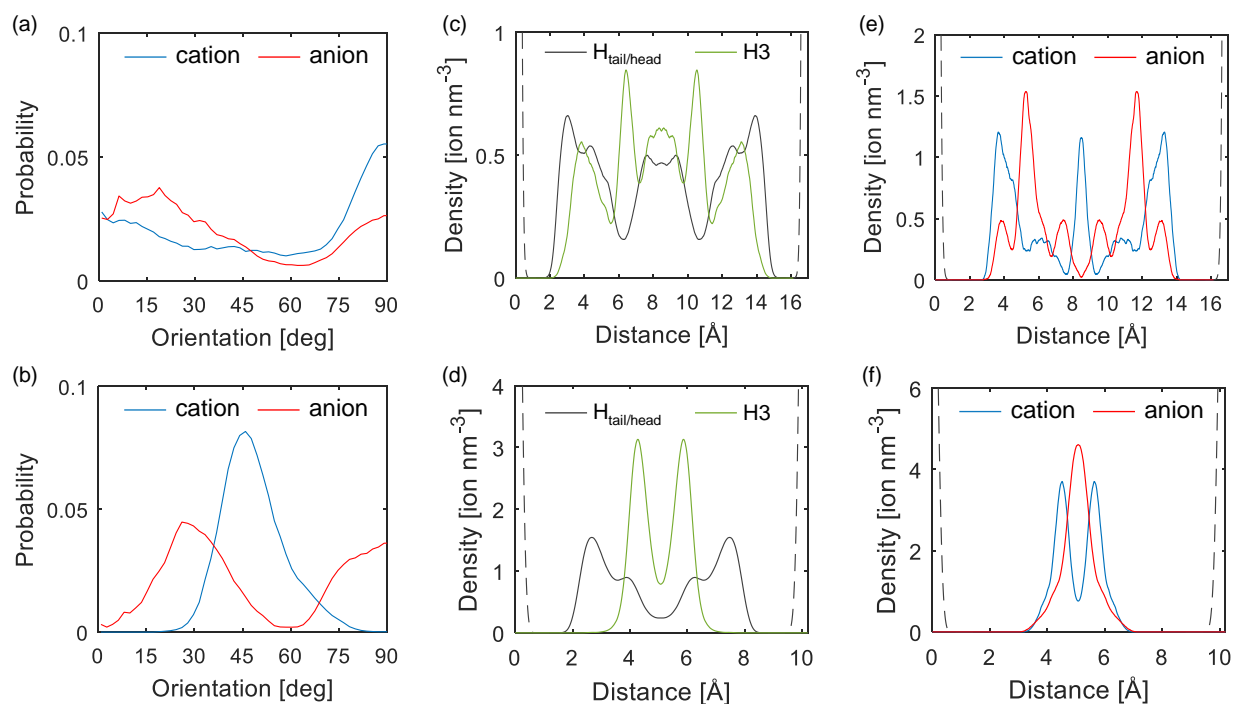 (a)
0.1
0.05
0
cation
anion
Probability
0 15 30 45 60 75 90
Orientation [deg]
(c)
1
0.5
0
H_tail/head
H3
Density [ion nm⁻³]
0 2 4 6 8 10 12 14 16
Distance [Å]
(e)
2
1.5
1
0.5
0
cation
anion
Density [ion nm⁻³]
0 2 4 6 8 10 12 14 16
Distance [Å]
(b)
0.1
0.05
0
cation
anion
Probability
0 15 30 45 60 75 90
Orientation [deg]
(d)
4
3
2
1
0
H_tail/head
H3
Density [ion nm⁻³]
0 2 4 6 8 10
Distance [Å]
(f)
6
4
2
0
cation
anion
Density [ion nm⁻³]
0 2 4 6 8 10
Distance [Å]